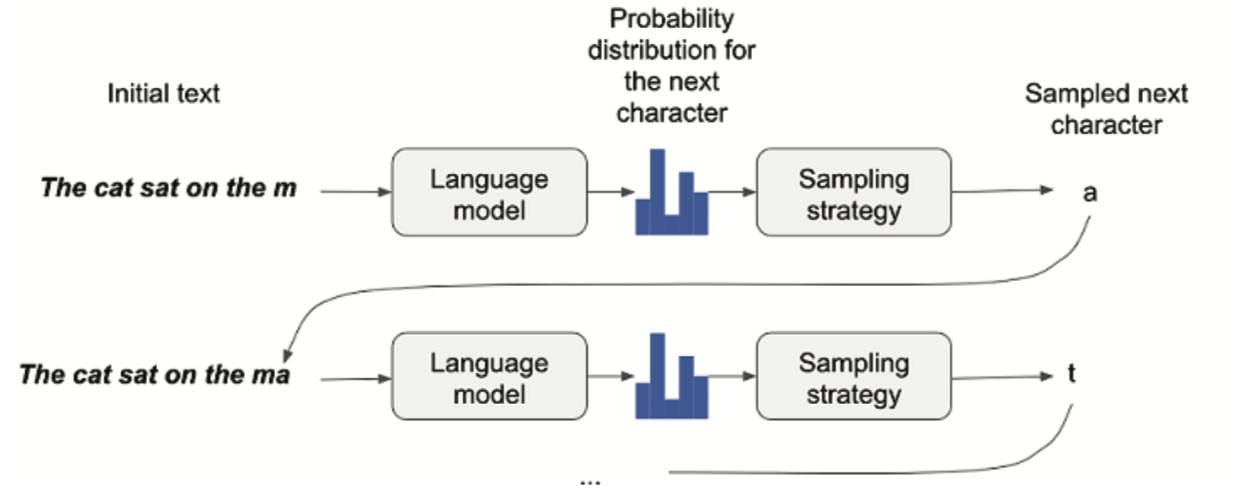 Probability
distribution for
the next
character
Initial text
Sampled next
character
The cat sat on the m
Language
model
Sampling
strategy
a
The cat sat on the ma
Language
model
Sampling
strategy
t
...